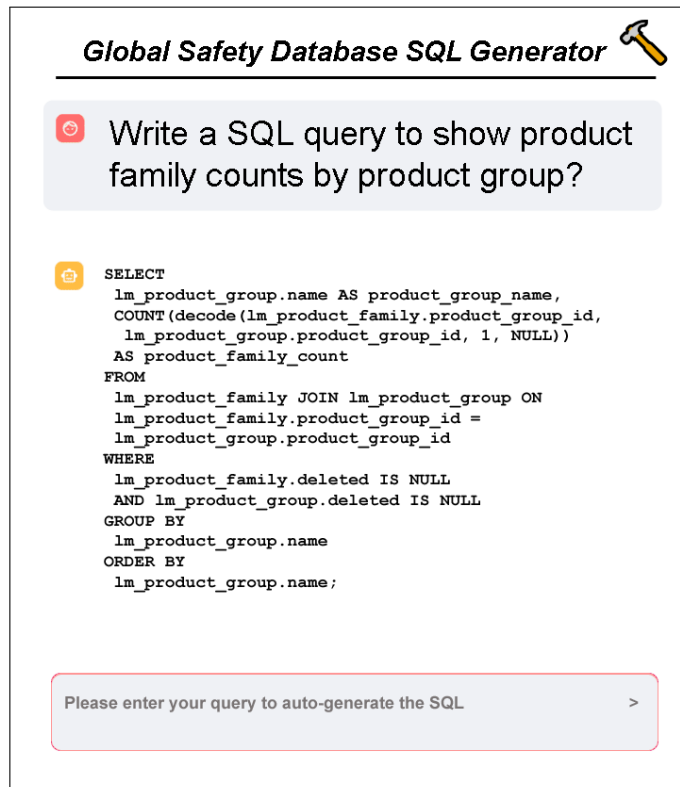 Global Safety Database SQL Generator
Write a SQL query to show product
family counts by product group?
SELECT
lm_product_group.name AS product_group_name,
COUNT(decode(lm_product_family.product_group_id,
lm_product_group.product_group_id, 1, NULL))
AS product_family_count
FROM
lm_product_family JOIN lm_product_group ON
lm_product_family.product_group_id =
lm_product_group.product_group_id
WHERE
lm_product_family.deleted IS NULL
AND lm_product_group.deleted IS NULL
GROUP BY
lm_product_group.name
ORDER BY
lm_product_group.name;
Please enter your query to auto-generate the SQL >